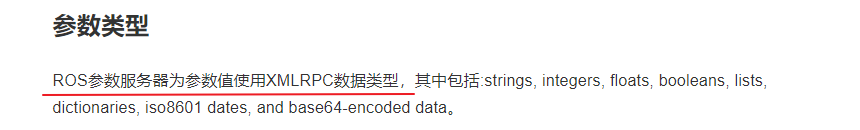 参数类型
ROS参数服务器为参数值使用XMLRPC数据类型，其中包括:strings, integers, floats, booleans, lists,
dictionaries, iso8601 dates, and base64-encoded data。